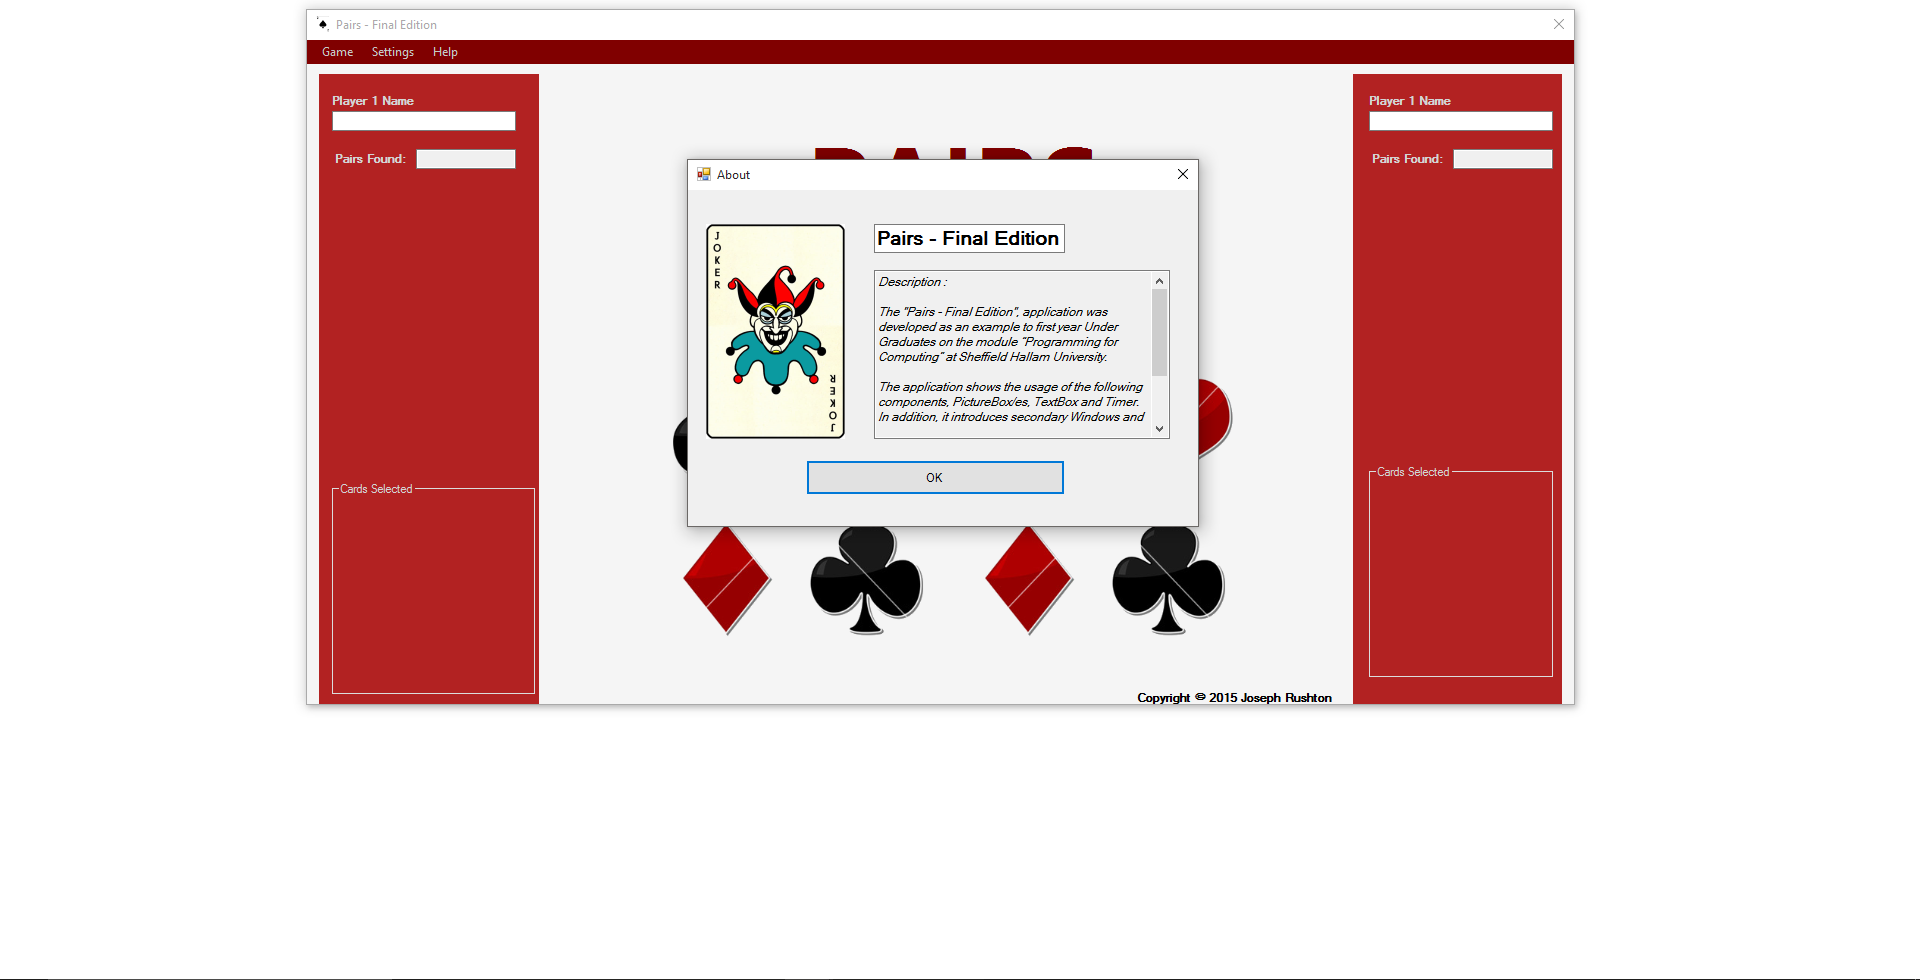 Pairs - Final Edition
Game Settings Help
Player 1 Name
Pairs Found:
Cards Selected
About
JOKER
JOKER
Pairs - Final Edition
Description :
The "Pairs - Final Edition", application was
developed as an example to first year Under
Graduates on the module “Programming for
Computing” at Sheffield Hallam University.
The application shows the usage of the following
components, PictureBox/es, TextBox and Timer.
In addition, it introduces secondary Windows and
OK
Player 1 Name
Pairs Found:
Cards Selected
Copyright © 2015 Joseph Rushton